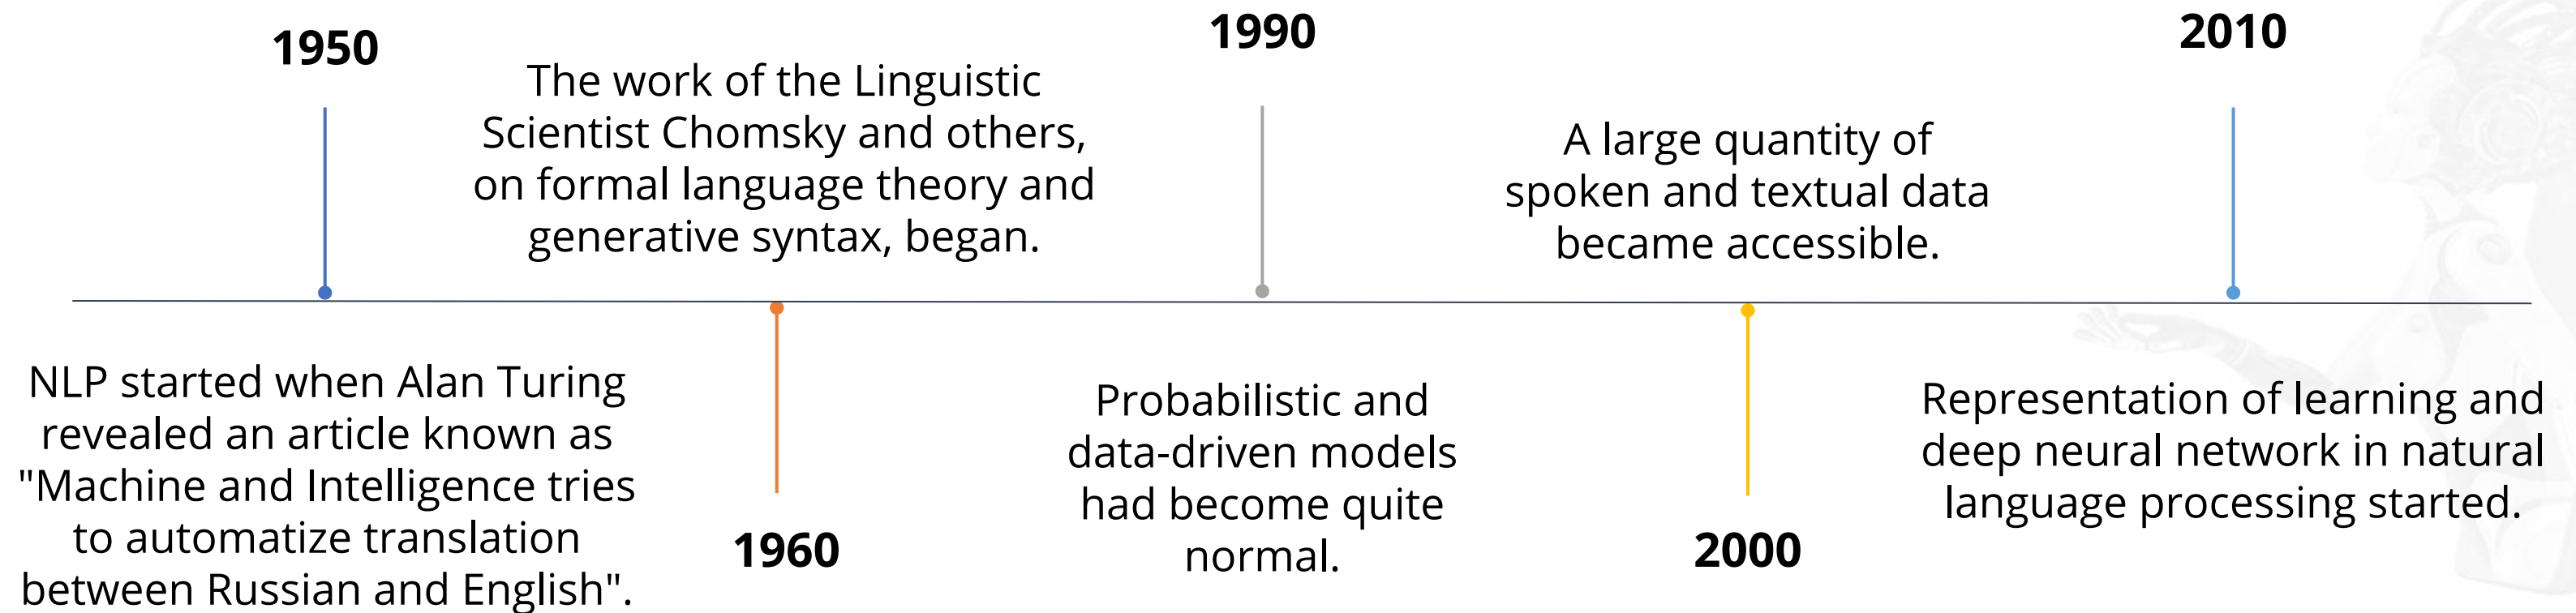 1950
NLP started when Alan Turing
revealed an article known as
"Machine and Intelligence tries
to automatize translation
between Russian and English".
The work of the Linguistic
Scientist Chomsky and others,
on formal language theory and
generative syntax, began.
1960
1990
Probabilistic and
data-driven models
had become quite
normal.
A large quantity of
spoken and textual data
became accessible.
2000
2010
Representation of learning and
deep neural network in natural
language processing started.